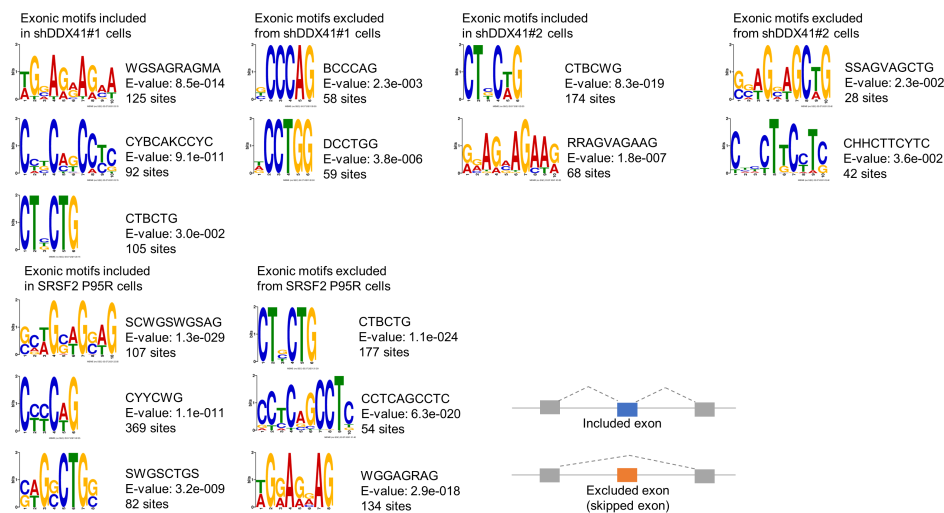 Exonic motifs included
in shDDX41#1 cells
WGSAGRAGMA
E-value: 8.5e-014
125 sites
CYBCAKCCYC
E-value: 9.1e-011
92 sites
CTBCTG
E-value: 3.0e-002
105 sites
Exonic motifs excluded
from shDDX41#1 cells
BCCCAG
E-value: 2.3e-003
58 sites
DCCTGG
E-value: 3.8e-006
59 sites
Exonic motifs included
in shDDX41#2 cells
CTBCWG
E-value: 8.3e-019
174 sites
RRAGVAGAAG
E-value: 1.8e-007
68 sites
Exonic motifs excluded
from shDDX41#2 cells
SSAGVAGCTG
E-value: 2.3e-002
28 sites
CHHCTTCYTC
E-value: 3.6e-002
42 sites
Exonic motifs included
in SRSF2 P95R cells
SCWGSWGSAG
E-value: 1.3e-029
107 sites
CYYCWG
E-value: 1.1e-011
369 sites
SWGSCTGS
E-value: 3.2e-009
82 sites
Exonic motifs excluded
from SRSF2 P95R cells
CTBCTG
E-value: 1.1e-024
177 sites
CCTCAGCCTC
E-value: 6.3e-020
54 sites
WGGAGRAG
E-value: 2.9e-018
134 sites
Included exon
Excluded exon
(skipped exon)